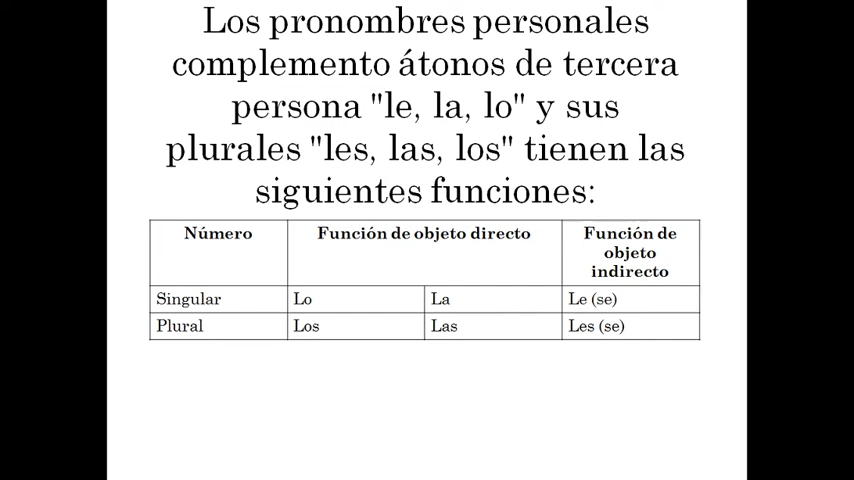 Los pronombres personales
complemento átonos de tercera
persona "le, la, lo" y sus
plurales "les, las, los" tienen las
siguientes funciones:
Número Función de objeto directo Función de
objeto
indirecto
Singular Lo La Le (se)
Plural Los Las Les (se)